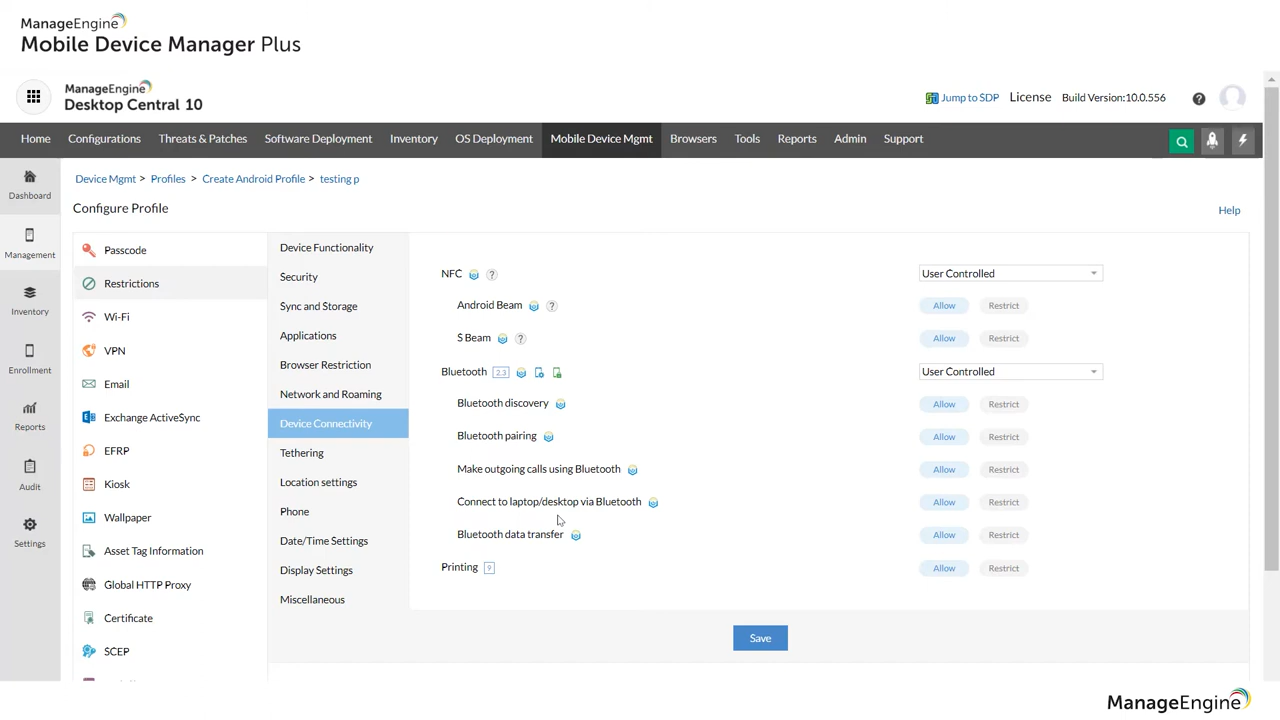 ManageEngine
Mobile Device Manager Plus
ManageEngine
Desktop Central 10
Jump to SDP License Build Version:10.0.556 ?
Home Configurations Threats & Patches Software Deployment Inventory OS Deployment Mobile Device Mgmt Browsers Tools Reports Admin Support
Dashboard
Management
Inventory
Enrollment
Reports
Audit
Settings
Device Mgmt > Profiles > Create Android Profile > testing p
Configure Profile
Help
Passcode
Restrictions
Wi-Fi
VPN
Email
Exchange ActiveSync
EFRP
Kiosk
Wallpaper
Asset Tag Information
Global HTTP Proxy
Certificate
SCEP
Device Functionality
Security
Sync and Storage
Applications
Browser Restriction
Network and Roaming
Device Connectivity
Tethering
Location settings
Phone
Date/Time Settings
Display Settings
Miscellaneous
NFC ? User Controlled
Android Beam ? Allow Restrict
S Beam ? Allow Restrict
Bluetooth 2.3 User Controlled
Bluetooth discovery Allow Restrict
Bluetooth pairing Allow Restrict
Make outgoing calls using Bluetooth Allow Restrict
Connect to laptop/desktop via Bluetooth Allow Restrict
Bluetooth data transfer Allow Restrict
Printing 9 Allow Restrict
Save
ManageEngine